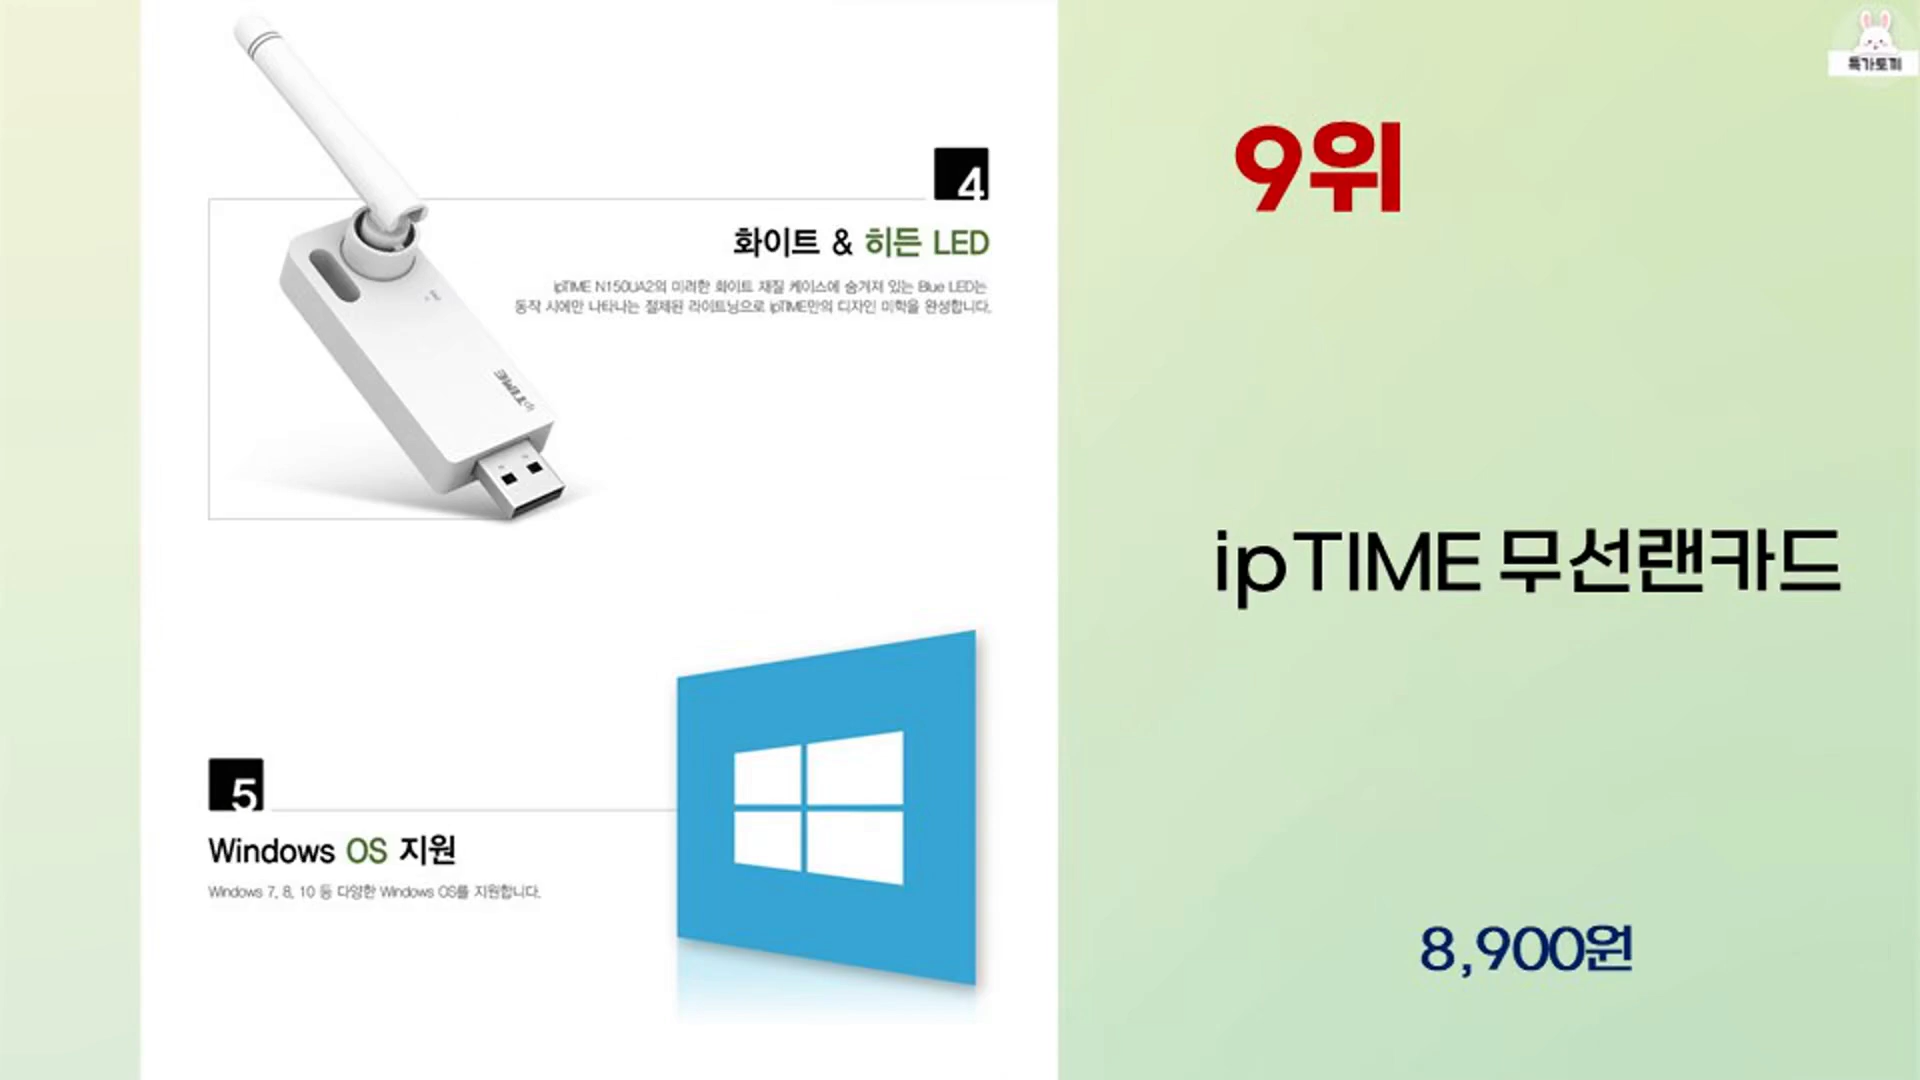 특가토끼
9위
4
화이트 & 히든 LED
ipTIME N150UA2의 미려한 화이트 재질 케이스에 숨겨져 있는 Blue LED는
동작 시에만 나타나는 절제된 라이트닝으로 ipTIME만의 디자인 미학을 완성합니다.
ipTIME
ipTIME 무선랜카드
5
Windows OS 지원
Windows 7, 8, 10 등 다양한 Windows OS를 지원합니다.
8,900원